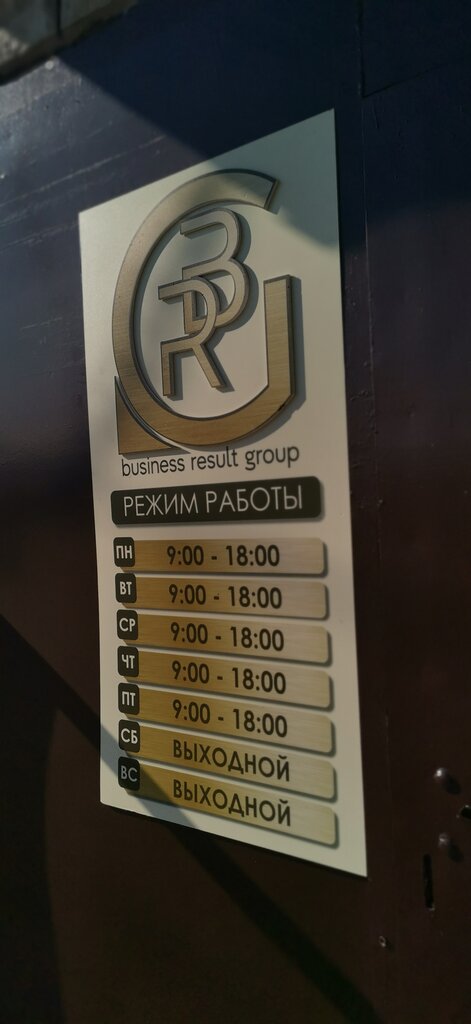 BRG
business result group
РЕЖИМ РАБОТЫ
ПН 9:00 - 18:00
ВТ 9:00 - 18:00
СР 9:00 - 18:00
ЧТ 9:00 - 18:00
ПТ 9:00 - 18:00
СБ ВЫХОДНОЙ
ВС ВЫХОДНОЙ